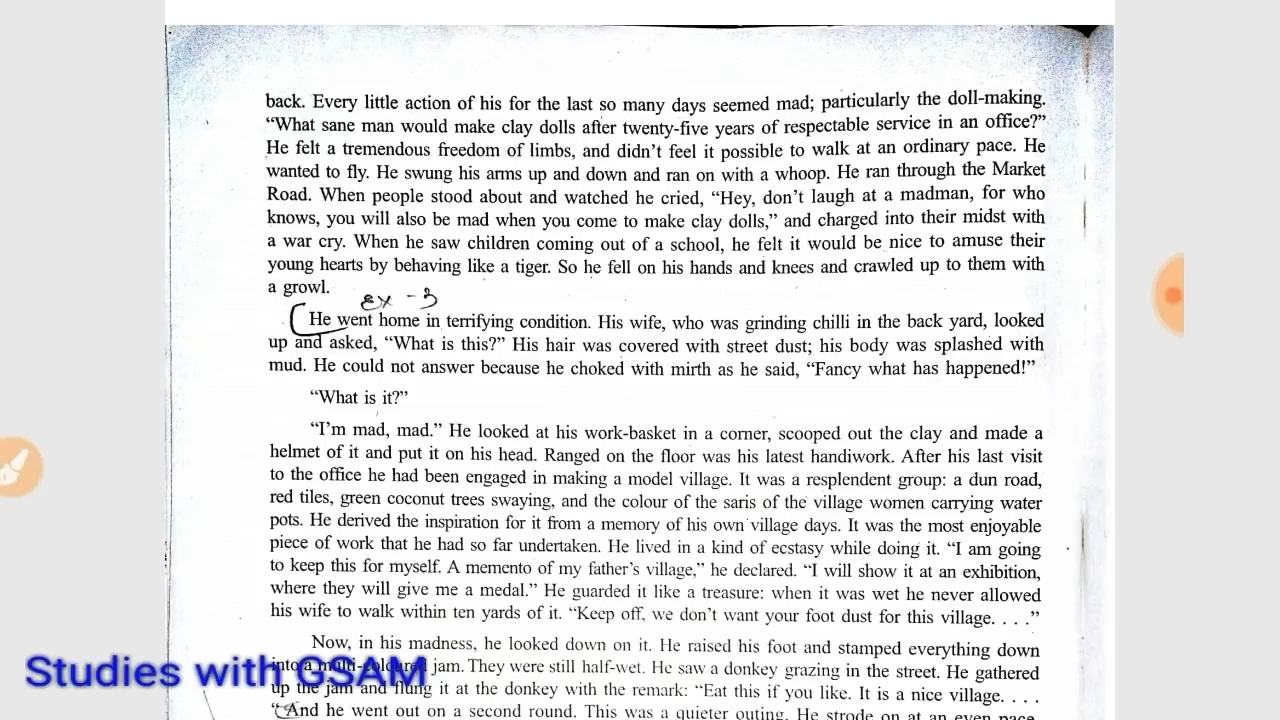 back. Every little action of his for the last so many days seemed mad; particularly the doll-making.
“What sane man would make clay dolls after twenty-five years of respectable service in an office?”
He felt a tremendous freedom of limbs, and didn’t feel it possible to walk at an ordinary pace. He
wanted to fly. He swung his arms up and down and ran on with a whoop. He ran through the Market
Road. When people stood about and watched he cried, “Hey, don’t laugh at a madman, for who
knows, you will also be mad when you come to make clay dolls,” and charged into their midst with
a war cry. When he saw children coming out of a school, he felt it would be nice to amuse their
young hearts by behaving like a tiger. So he fell on his hands and knees and crawled up to them with
a growl.
Ex - 3
He went home in terrifying condition. His wife, who was grinding chilli in the back yard, looked
up and asked, “What is this?” His hair was covered with street dust; his body was splashed with
mud. He could not answer because he choked with mirth as he said, “Fancy what has happened!”
“What is it?”
“I’m mad, mad.” He looked at his work-basket in a corner, scooped out the clay and made a
helmet of it and put it on his head. Ranged on the floor was his latest handiwork. After his last visit
to the office he had been engaged in making a model village. It was a resplendent group: a dun road,
red tiles, green coconut trees swaying, and the colour of the saris of the village women carrying water
pots. He derived the inspiration for it from a memory of his own village days. It was the most enjoyable
piece of work that he had so far undertaken. He lived in a kind of ecstasy while doing it. “I am going
to keep this for myself. A memento of my father’s village,” he declared. “I will show it at an exhibition,
where they will give me a medal.” He guarded it like a treasure: when it was wet he never allowed
his wife to walk within ten yards of it. “Keep off, we don’t want your foot dust for this village. . . .”
Now, in his madness, he looked down on it. He raised his foot and stamped everything down
into a multi-coloured jam. They were still half-wet. He saw a donkey grazing in the street. He gathered
up the jam and flung it at the donkey with the remark: “Eat this if you like. It is a nice village. . . .
“And he went out on a second round. This was a quieter outing. He strode on at an even pace,
Studies with GSAM